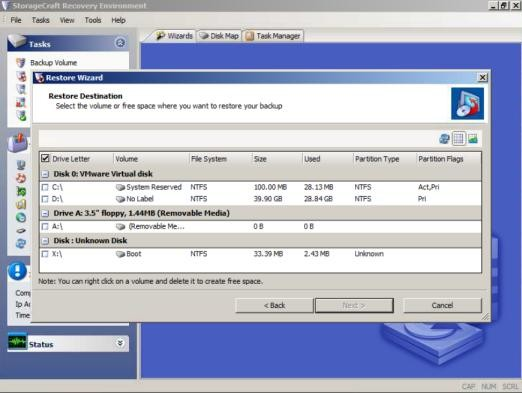 StorageCraft Recovery Environment
File Tasks View Tools Help
Wizards Disk Map Task Manager
Tasks
Backup Volume
Restore Wizard
Restore Destination
Select the volume or free space where you want to restore your backup
Drive Letter Volume File System Size Used Partition Type Partition Flags
Disk 0: VMware Virtual disk
C:\ System Reserved NTFS 100.00 MB 28.13 MB NTFS Act,Pri
D:\ No Label NTFS 39.90 GB 28.84 GB NTFS Pri
Drive A: 3.5" floppy, 1.44MB (Removable Media)
A:\ (Removable Me... 0 B 0 B
Disk : Unknown Disk
X:\ Boot NTFS 33.39 MB 2.43 MB Unknown
Note: You can right click on a volume and delete it to create free space.
< Back Next > Cancel
Ip
Time
Status
CAP NUM SCRL